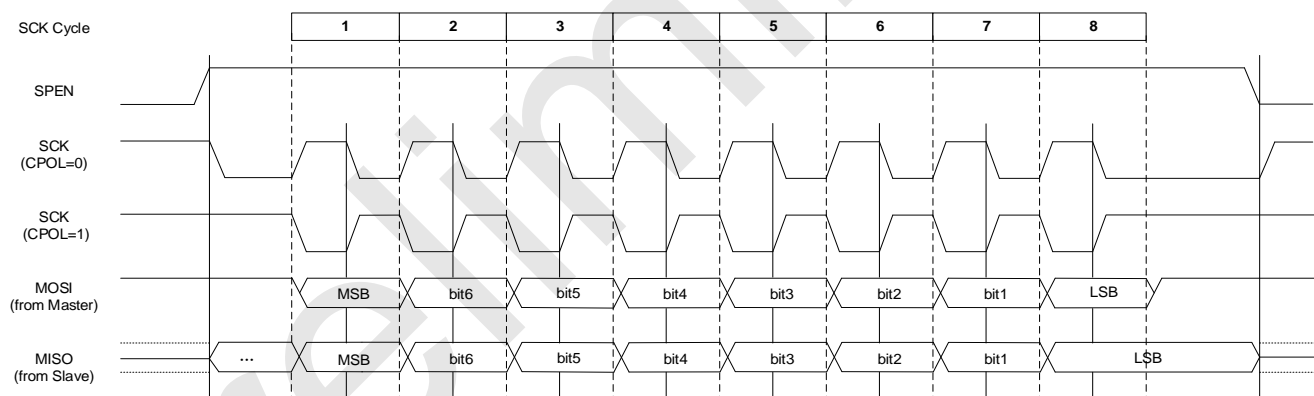 SCK Cycle 1 2 3 4 5 6 7 8
SPEN
SCK
(CPOL=0)
SCK
(CPOL=1)
MOSI
(from Master)
MSB bit6 bit5 bit4 bit3 bit2 bit1 LSB
MISO
(from Slave)
... MSB bit6 bit5 bit4 bit3 bit2 bit1 LSB
elim